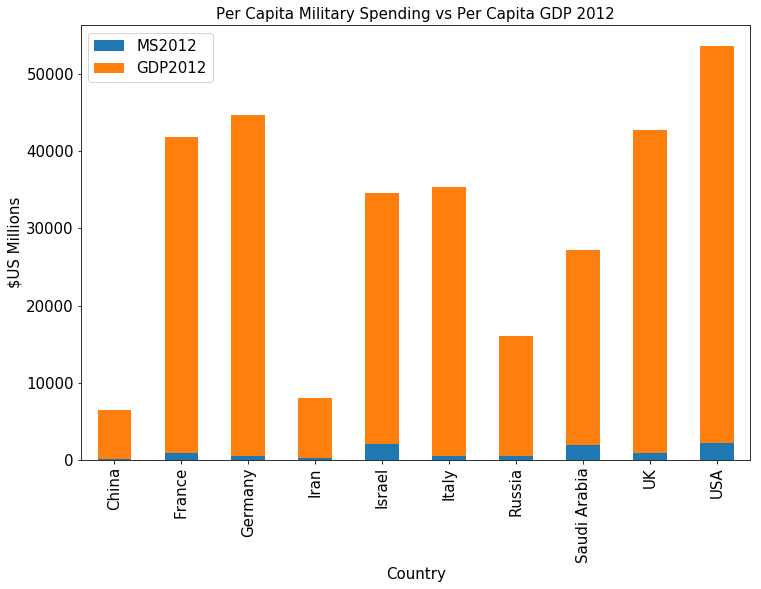 Per Capita Military Spending vs Per Capita GDP 2012
MS2012
GDP2012
$US Millions
50000
40000
30000
20000
10000
0
China
France
Germany
Iran
Israel
Italy
Russia
Saudi Arabia
UK
USA
Country